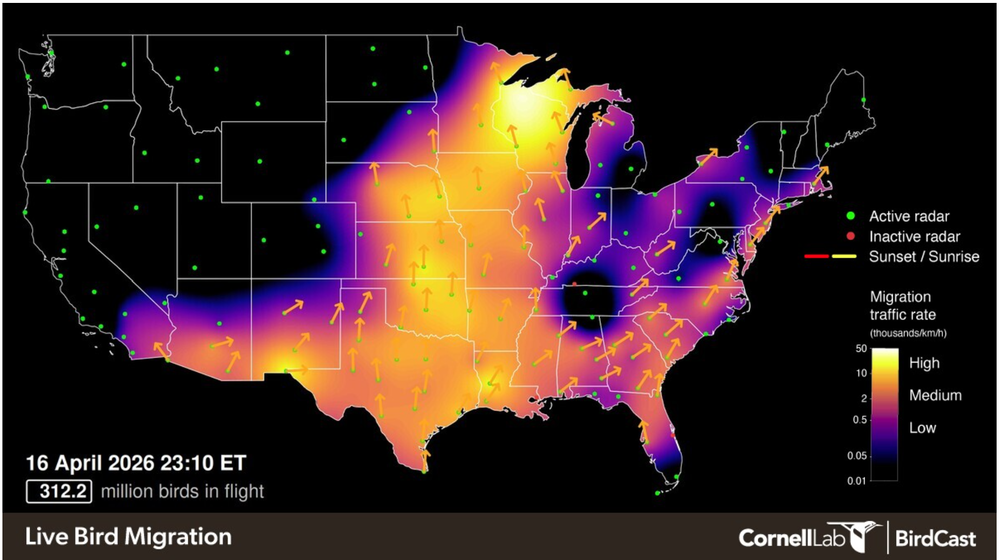 Active radar
Inactive radar
Sunset / Sunrise
Migration
traffic rate
(thousands/km/h)
50
High
10
Medium
2
0.5
Low
0.05
0.01
16 April 2026 23:10 ET
312.2 million birds in flight
Live Bird Migration
CornellLab BirdCast